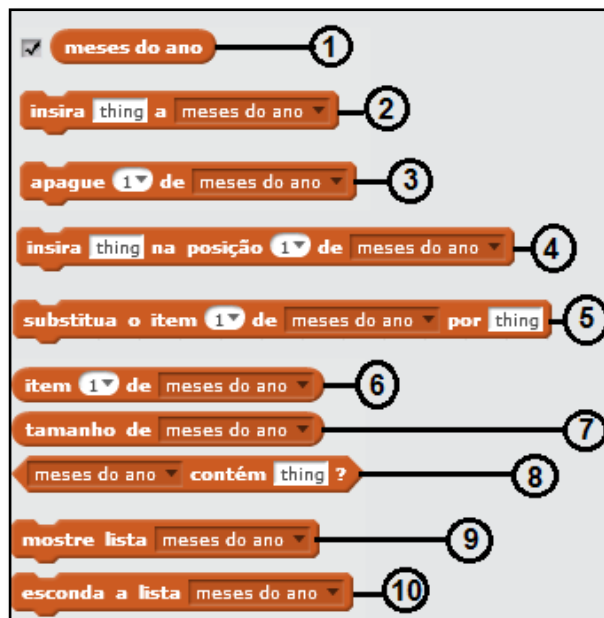 meses do ano 1
insira thing a meses do ano 2
apague 1 de meses do ano 3
insira thing na posição 1 de meses do ano 4
substitua o item 1 de meses do ano por thing 5
item 1 de meses do ano 6
tamanho de meses do ano 7
meses do ano contém thing ? 8
mostre lista meses do ano 9
esconda a lista meses do ano 10